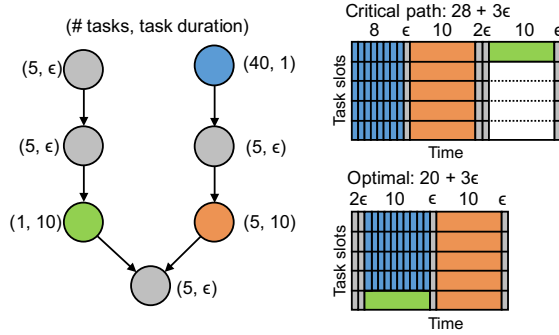 (# tasks, task duration)
(5, ϵ)
(40, 1)
(5, ϵ)
(5, ϵ)
(1, 10)
(5, 10)
(5, ϵ)
Critical path: 28 + 3ϵ
8 ϵ 10 2ϵ 10 ϵ
Task slots
Time
Optimal: 20 + 3ϵ
2ϵ 10 ϵ 10 ϵ
Task slots
Time